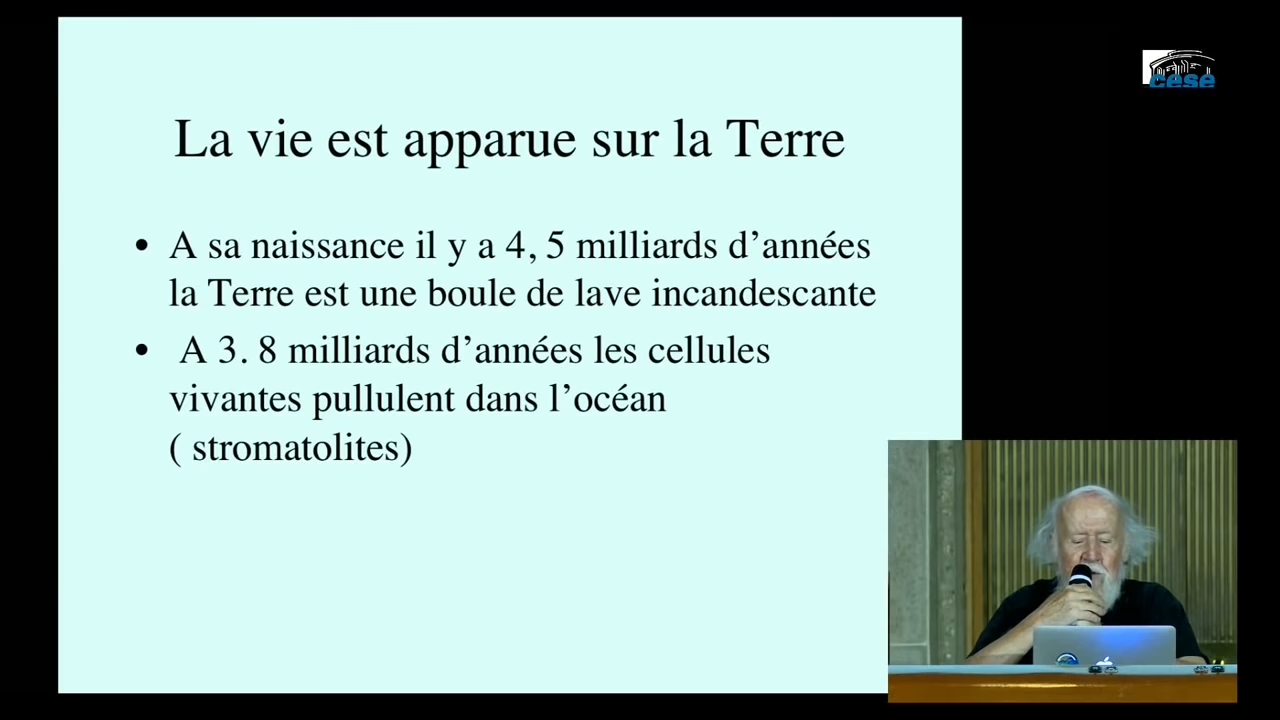 La vie est apparue sur la Terre
• A sa naissance il y a 4, 5 milliards d’années
la Terre est une boule de lave incandescante
• A 3. 8 milliards d’années les cellules
vivantes pullulent dans l’océan
( stromatolites)
cese